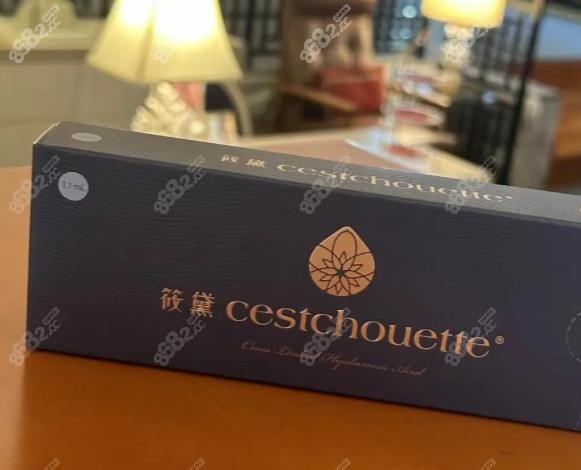 筱黛 cestchouette®
1.1 mL
筱黛 cestchouette®
Cross Linked Hyaluronic Acid
8682.cc